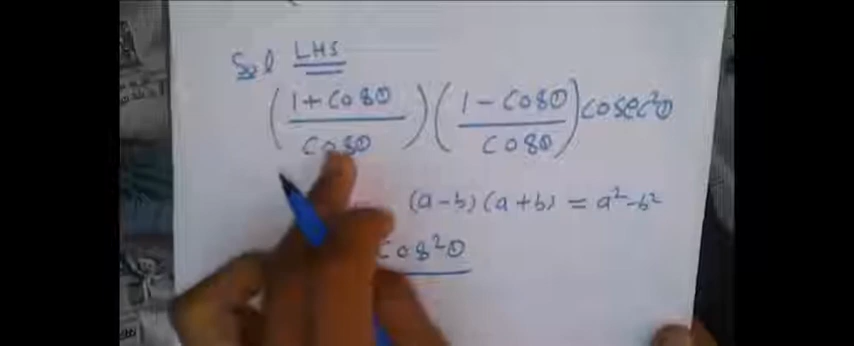 Sol LHS
(1 + cosθ / cosθ) (1 - cosθ / cosθ) cosec²θ
(a-b) (a+b) = a²-b²
cos²θ